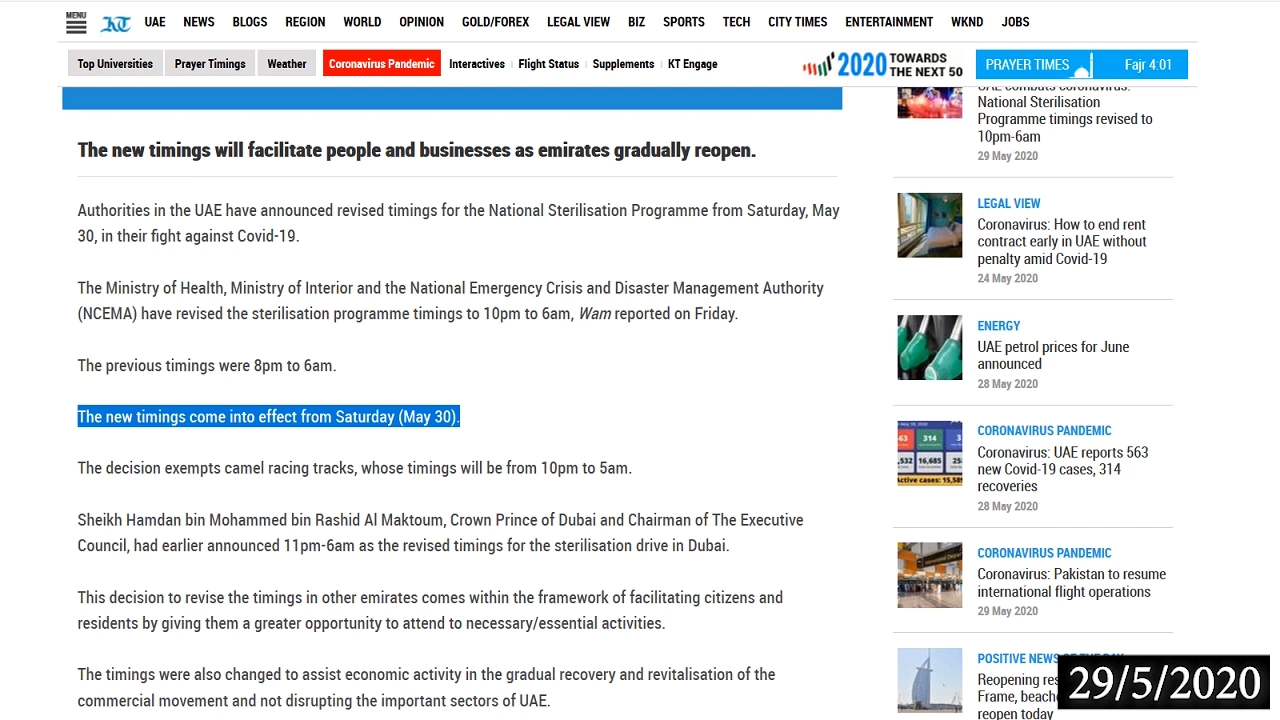 MENU
KT
UAE NEWS BLOGS REGION WORLD OPINION GOLD/FOREX LEGAL VIEW BIZ SPORTS TECH CITY TIMES ENTERTAINMENT WKND JOBS
Top Universities Prayer Timings Weather Coronavirus Pandemic Interactives Flight Status Supplements KT Engage
2020 TOWARDS
THE NEXT 50
PRAYER TIMES Fajr 4:01
The new timings will facilitate people and businesses as emirates gradually reopen.
Authorities in the UAE have announced revised timings for the National Sterilisation Programme from Saturday, May
30, in their fight against Covid-19.
The Ministry of Health, Ministry of Interior and the National Emergency Crisis and Disaster Management Authority
(NCEMA) have revised the sterilisation programme timings to 10pm to 6am, Wam reported on Friday.
The previous timings were 8pm to 6am.
The new timings come into effect from Saturday (May 30).
The decision exempts camel racing tracks, whose timings will be from 10pm to 5am.
Sheikh Hamdan bin Mohammed bin Rashid Al Maktoum, Crown Prince of Dubai and Chairman of The Executive
Council, had earlier announced 11pm-6am as the revised timings for the sterilisation drive in Dubai.
This decision to revise the timings in other emirates comes within the framework of facilitating citizens and
residents by giving them a greater opportunity to attend to necessary/essential activities.
The timings were also changed to assist economic activity in the gradual recovery and revitalisation of the
commercial movement and not disrupting the important sectors of UAE.
UAE combats coronavirus:
National Sterilisation
Programme timings revised to
10pm-6am
29 May 2020
LEGAL VIEW
Coronavirus: How to end rent
contract early in UAE without
penalty amid Covid-19
24 May 2020
ENERGY
UAE petrol prices for June
announced
28 May 2020
314
16,685
CORONAVIRUS PANDEMIC
Coronavirus: UAE reports 563
new Covid-19 cases, 314
recoveries
28 May 2020
CORONAVIRUS PANDEMIC
Coronavirus: Pakistan to resume
international flight operations
29 May 2020
POSITIVE NEWS OF THE DAY
Reopening
Frame,
reopen today
29/5/2020